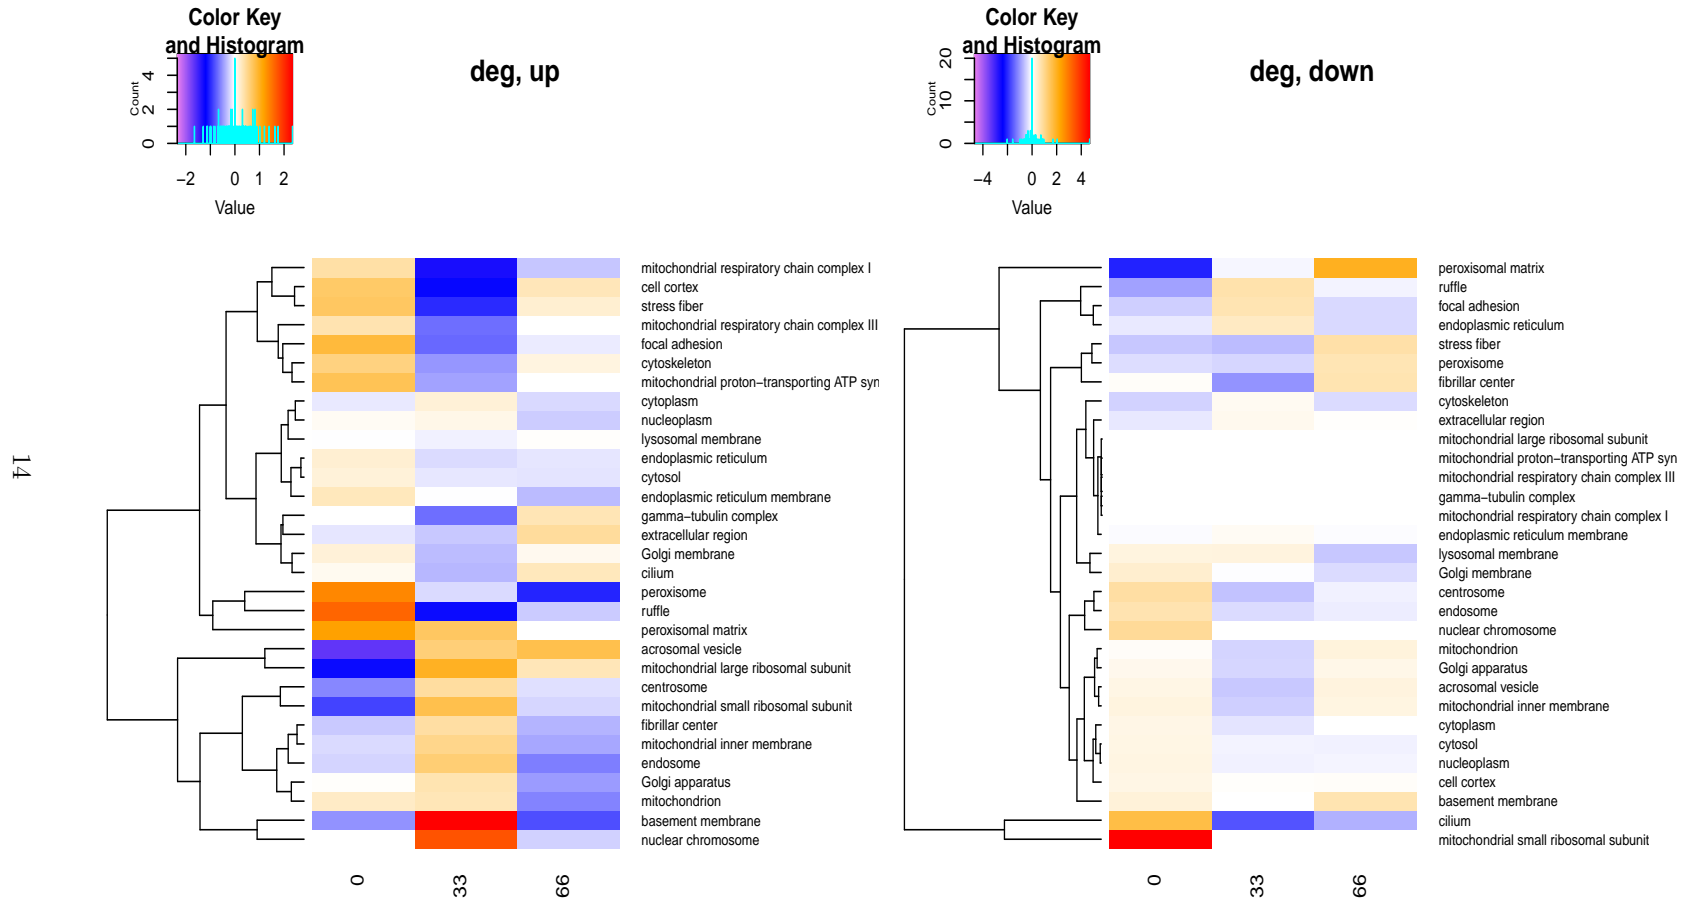 Color Key
and Histogram
Count
0 2 4
−2 0 1 2
Value
deg, up
mitochondrial respiratory chain complex I
cell cortex
stress fiber
mitochondrial respiratory chain complex III
focal adhesion
cytoskeleton
mitochondrial proton−transporting ATP syn
cytoplasm
nucleoplasm
lysosomal membrane
endoplasmic reticulum
cytosol
endoplasmic reticulum membrane
gamma−tubulin complex
extracellular region
Golgi membrane
cilium
peroxisome
ruffle
peroxisomal matrix
acrosomal vesicle
mitochondrial large ribosomal subunit
centrosome
mitochondrial small ribosomal subunit
fibrillar center
mitochondrial inner membrane
endosome
Golgi apparatus
mitochondrion
basement membrane
nuclear chromosome
0 33 66
Color Key
and Histogram
Count
0 10 20
−4 0 2 4
Value
deg, down
peroxisomal matrix
ruffle
focal adhesion
endoplasmic reticulum
stress fiber
peroxisome
fibrillar center
cytoskeleton
extracellular region
mitochondrial large ribosomal subunit
mitochondrial proton−transporting ATP syn
mitochondrial respiratory chain complex III
gamma−tubulin complex
mitochondrial respiratory chain complex I
endoplasmic reticulum membrane
lysosomal membrane
Golgi membrane
centrosome
endosome
nuclear chromosome
mitochondrion
Golgi apparatus
acrosomal vesicle
mitochondrial inner membrane
cytoplasm
cytosol
nucleoplasm
cell cortex
basement membrane
cilium
mitochondrial small ribosomal subunit
0 33 66
14